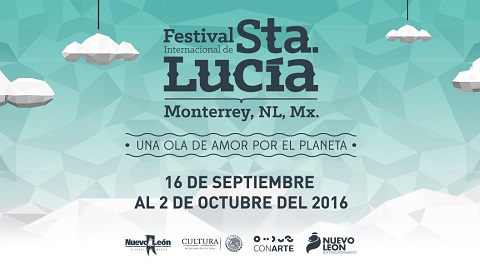 Festival
Internacional de
Sta.
Lucía
Monterrey, NL, Mx.
• UNA OLA DE AMOR POR EL PLANETA •
16 DE SEPTIEMBRE
AL 2 DE OCTUBRE DEL 2016
Nuevo León
CULTURA
CONARTE
NUEVO LEÓN
EXTRAORDINARIO